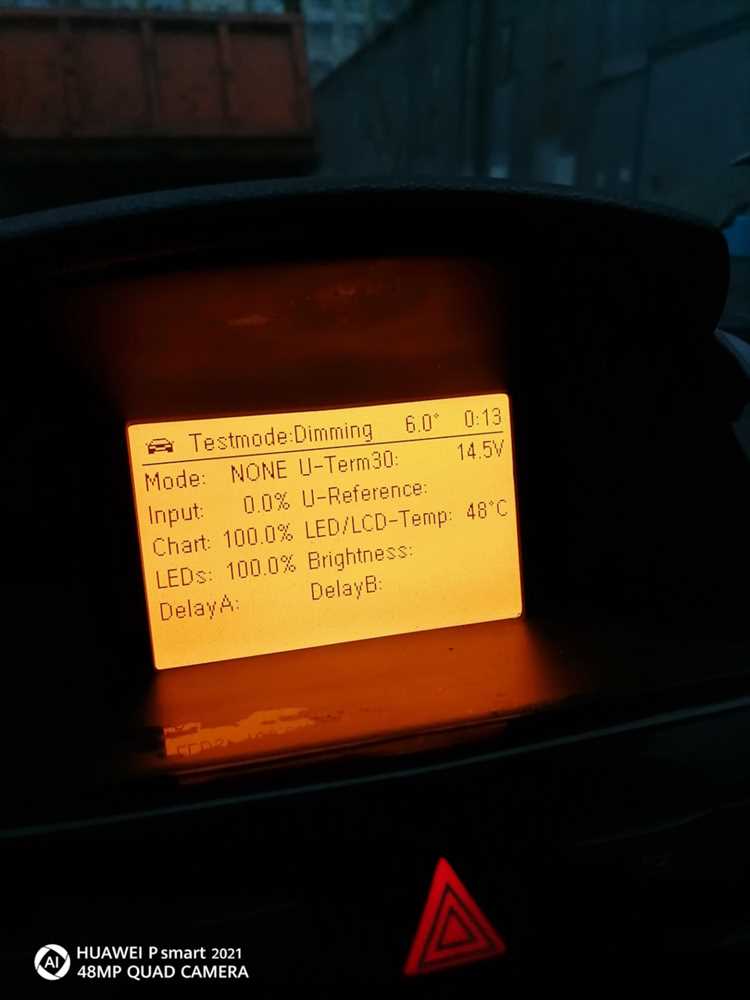 Testmode:Dimming 6.0° 0:13
Mode: NONE U-Term30: 14.5V
Input: 0.0% U-Reference:
Chart: 100.0% LED/LCD-Temp: 48°C
LEDs: 100.0% Brightness:
DelayA: DelayB:
AI HUAWEI P smart 2021
48MP QUAD CAMERA